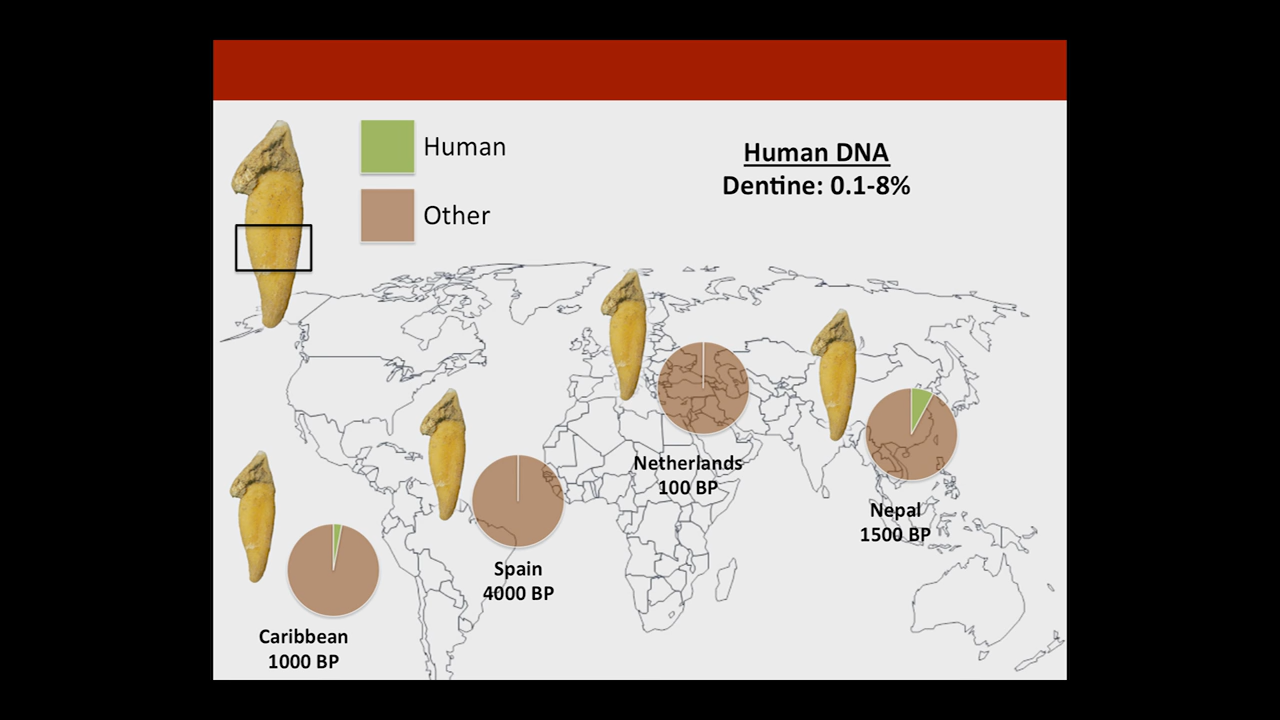 Human
Other
Human DNA
Dentine: 0.1-8%
Netherlands
100 BP
Nepal
1500 BP
Spain
4000 BP
Caribbean
1000 BP